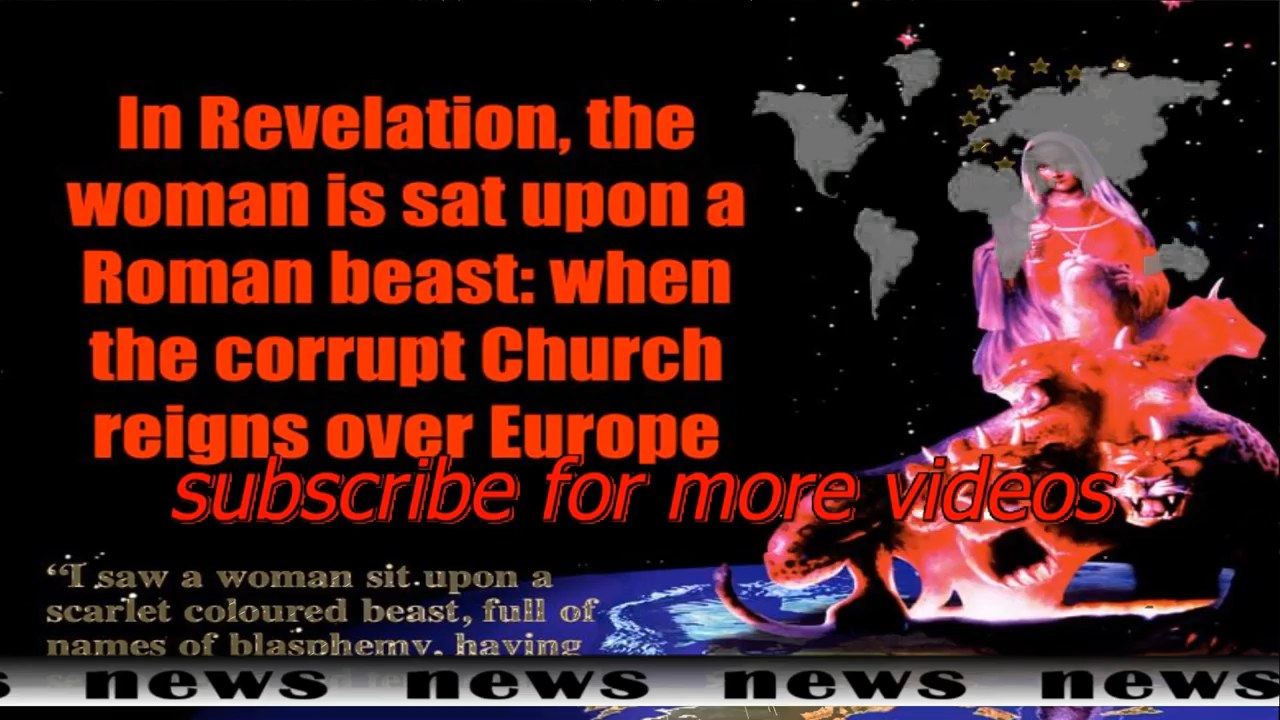 In Revelation, the
woman is sat upon a
Roman beast: when
the corrupt Church
reigns over Europe
subscribe for more videos
“I saw a woman sit upon a
scarlet coloured beast, full of
names of blasphemy, having
news news news news